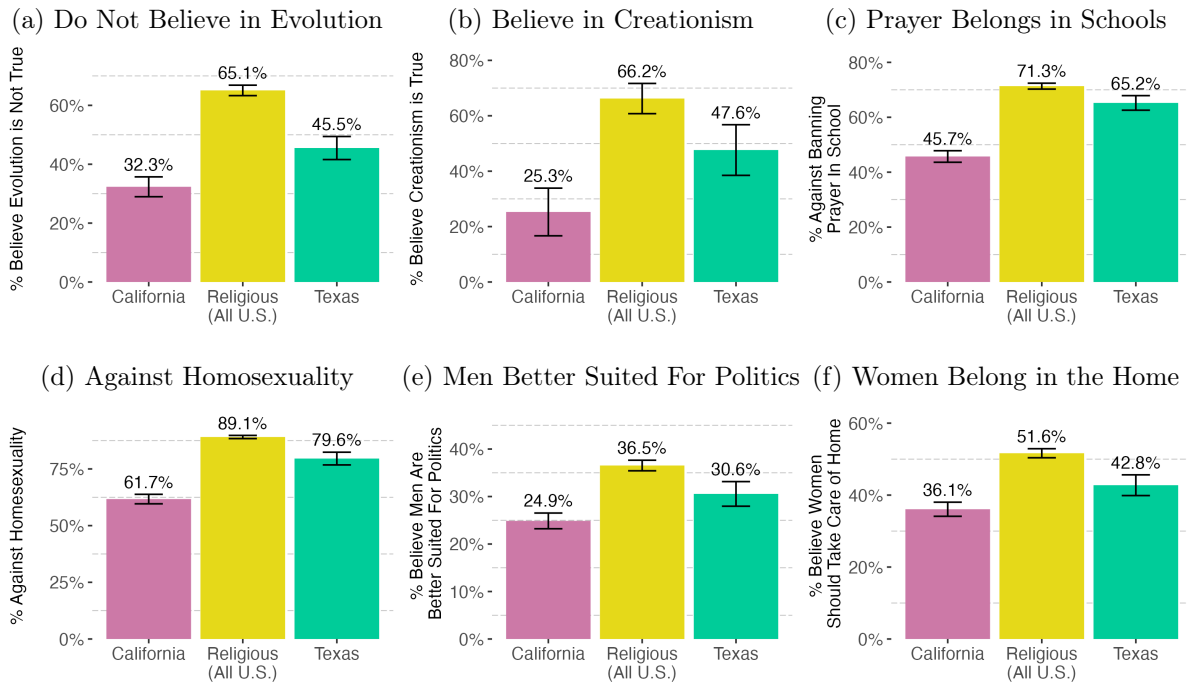 (a) Do Not Believe in Evolution
% Believe Evolution is Not True
60%
40%
20%
0%
32.3%
65.1%
45.5%
California
Religious
(All U.S.)
Texas
(b) Believe in Creationism
% Believe Creationism is True
80%
60%
40%
20%
0%
25.3%
66.2%
47.6%
California
Religious
(All U.S.)
Texas
(c) Prayer Belongs in Schools
% Against Banning
Prayer In School
80%
60%
40%
20%
0%
45.7%
71.3%
65.2%
California
Religious
(All U.S.)
Texas
(d) Against Homosexuality
% Against Homesexuality
75%
50%
25%
0%
61.7%
89.1%
79.6%
California
Religious
(All U.S.)
Texas
(e) Men Better Suited For Politics
% Believe Men Are
Better Suited For Politics
40%
30%
20%
10%
0%
24.9%
36.5%
30.6%
California
Religious
(All U.S.)
Texas
(f) Women Belong in the Home
% Believe Women
Should Take Care of Home
60%
40%
20%
0%
36.1%
51.6%
42.8%
California
Religious
(All U.S.)
Texas